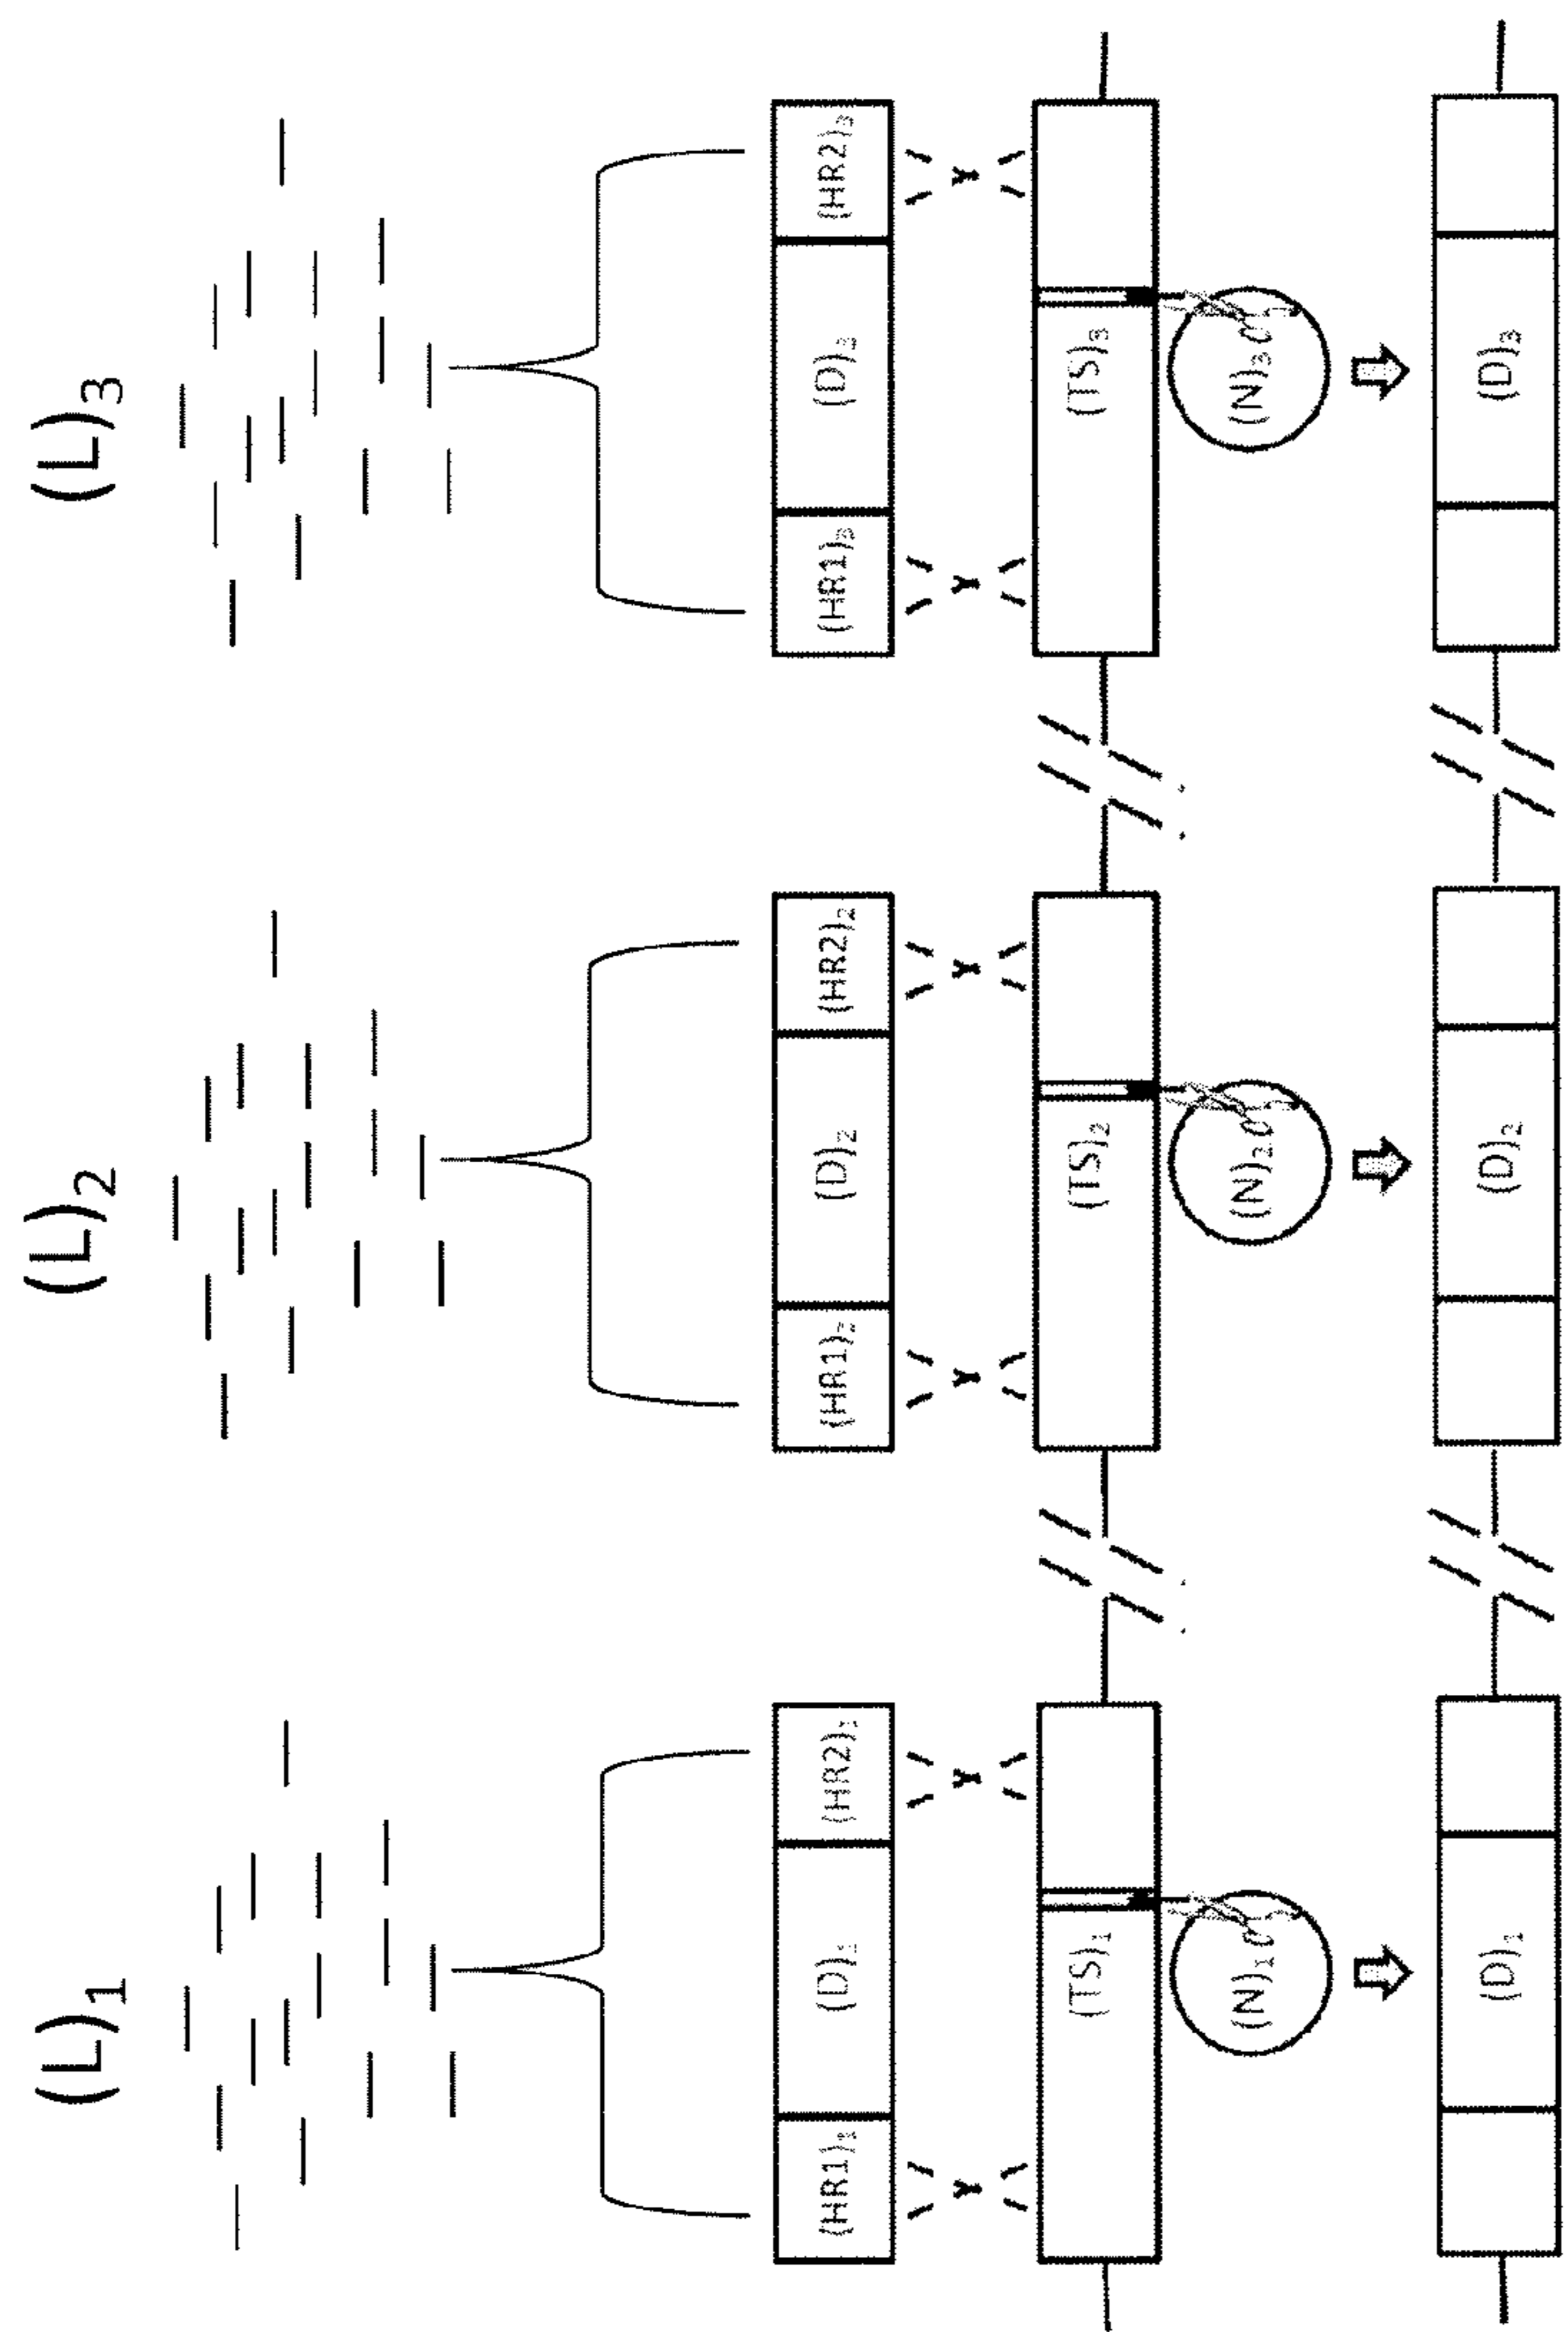 (L)1 (L)2 (L)3
(HR1)1 (D)1 (HR2)1 (HR1)2 (D)2 (HR2)2 (HR1)3 (D)3 (HR2)3
(TS)1 (TS)2 (TS)3
(N)1 (N)2 (N)3
(D)1 (D)2 (D)3